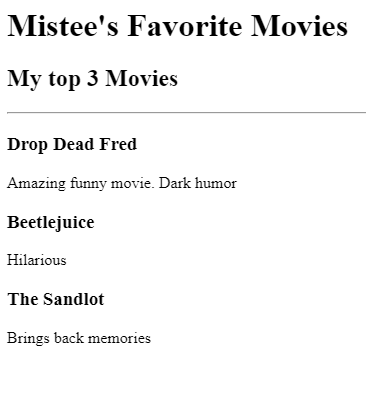 Mistee's Favorite Movies
My top 3 Movies
Drop Dead Fred
Amazing funny movie. Dark humor
Beetlejuice
Hilarious
The Sandlot
Brings back memories